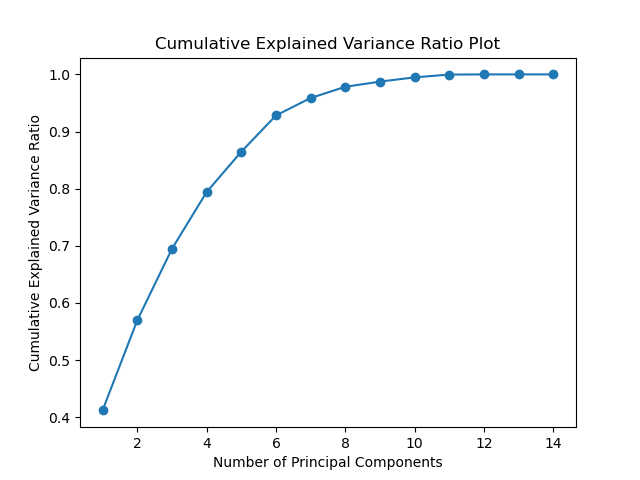 Cumulative Explained Variance Ratio Plot
Cumulative Explained Variance Ratio
1.0
0.9
0.8
0.7
0.6
0.5
0.4
2 4 6 8 10 12 14
Number of Principal Components